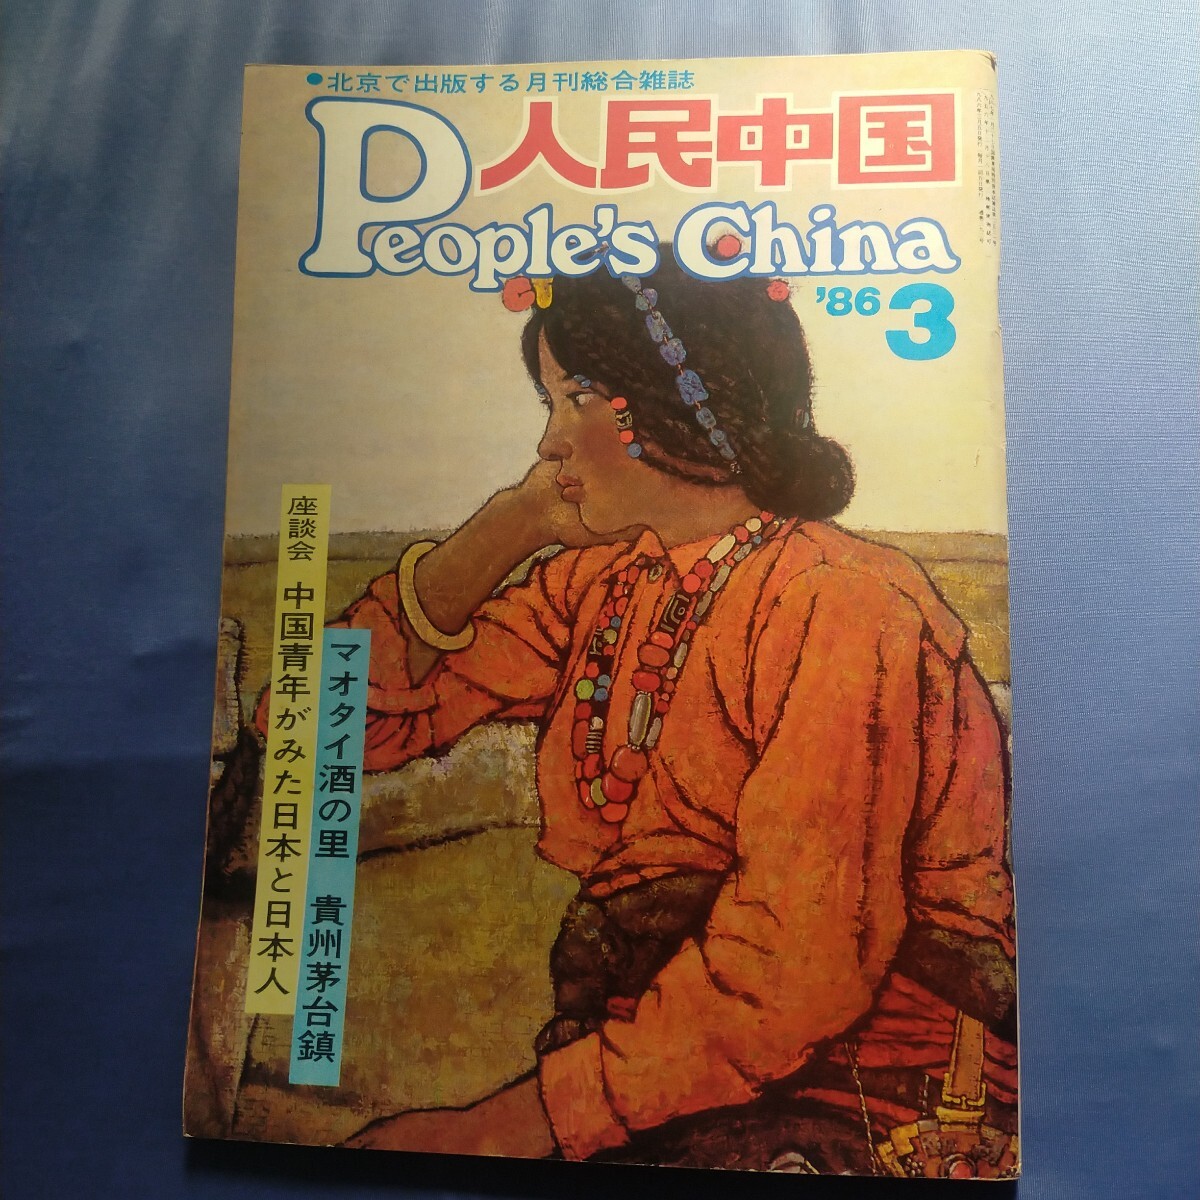 ●北京で出版する月刊総合雑誌
人民中国
People's China
'86 3
マオタイ酒の里 貴州茅台鎮
座談会 中国青年がみた日本と日本人